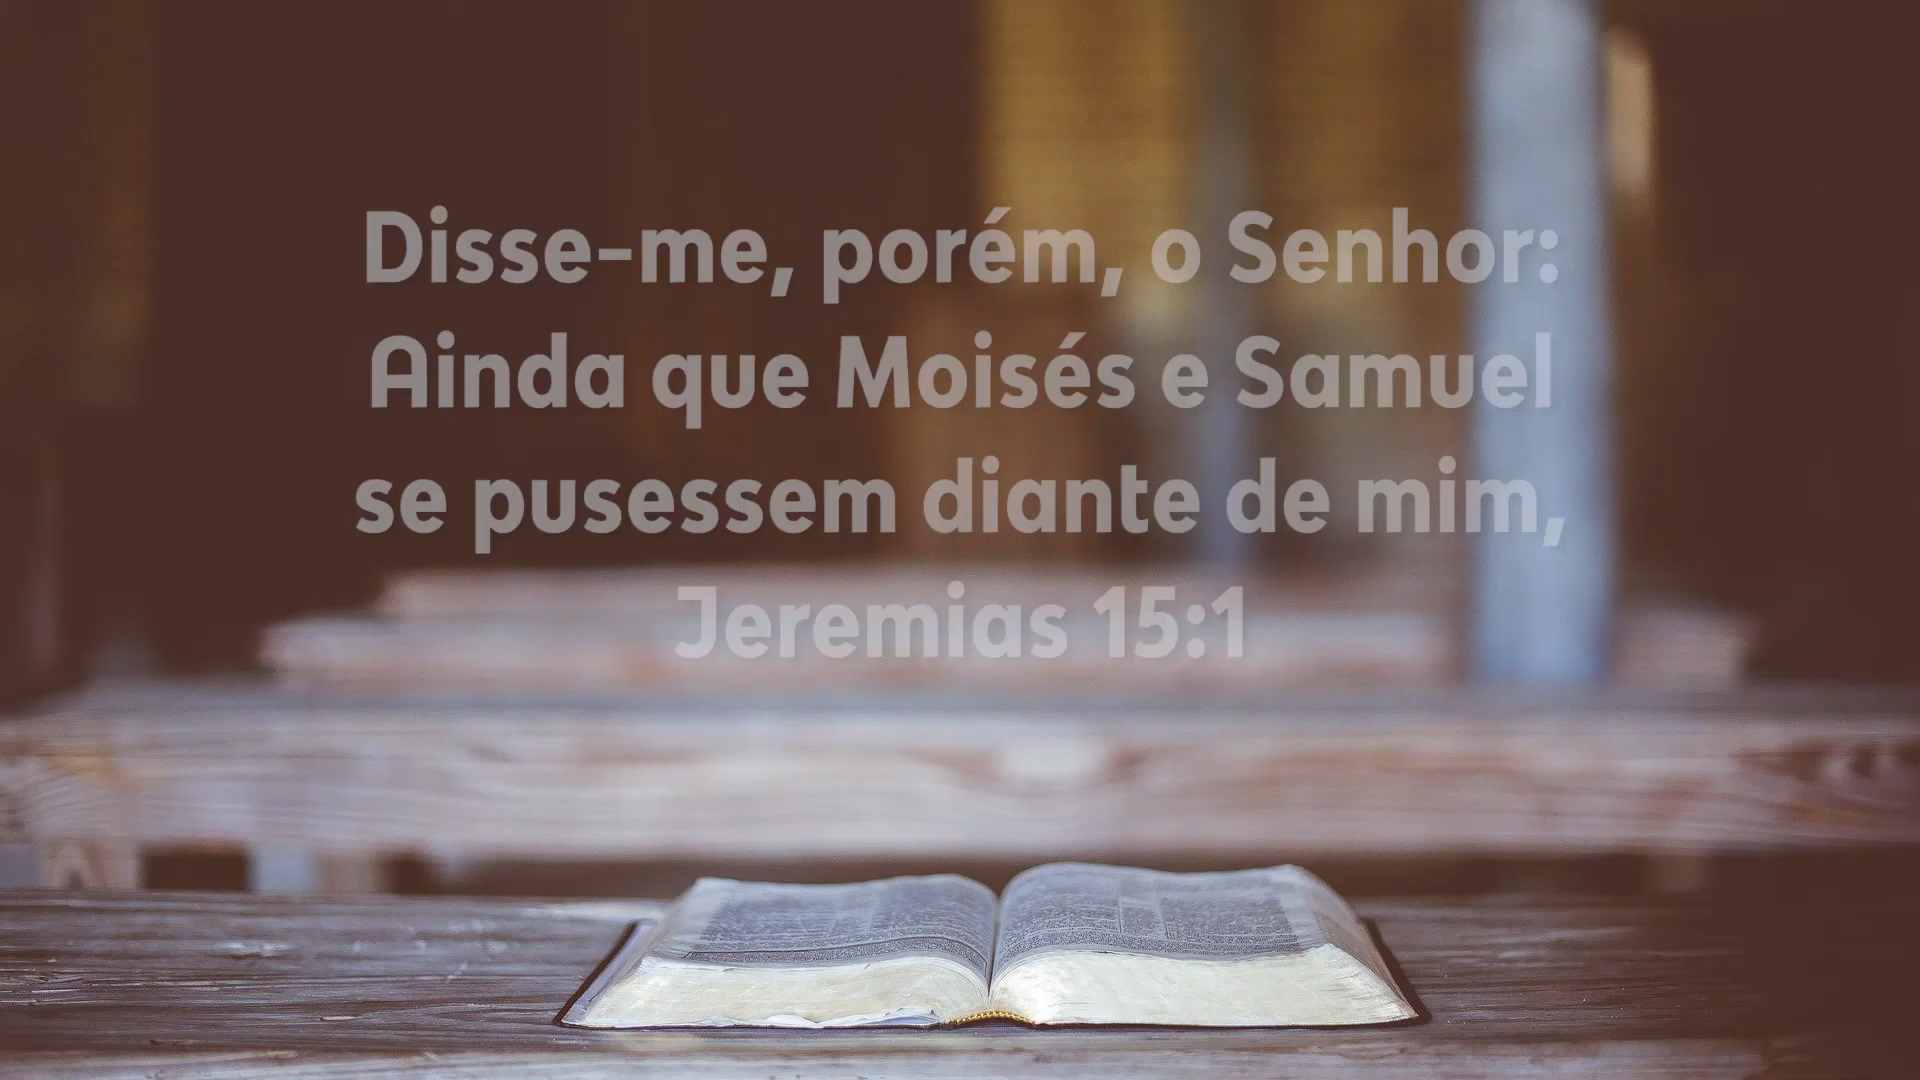 Disse-me, porém, o Senhor:
Ainda que Moisés e Samuel
se pusessem diante de mim,
Jeremias 15:1